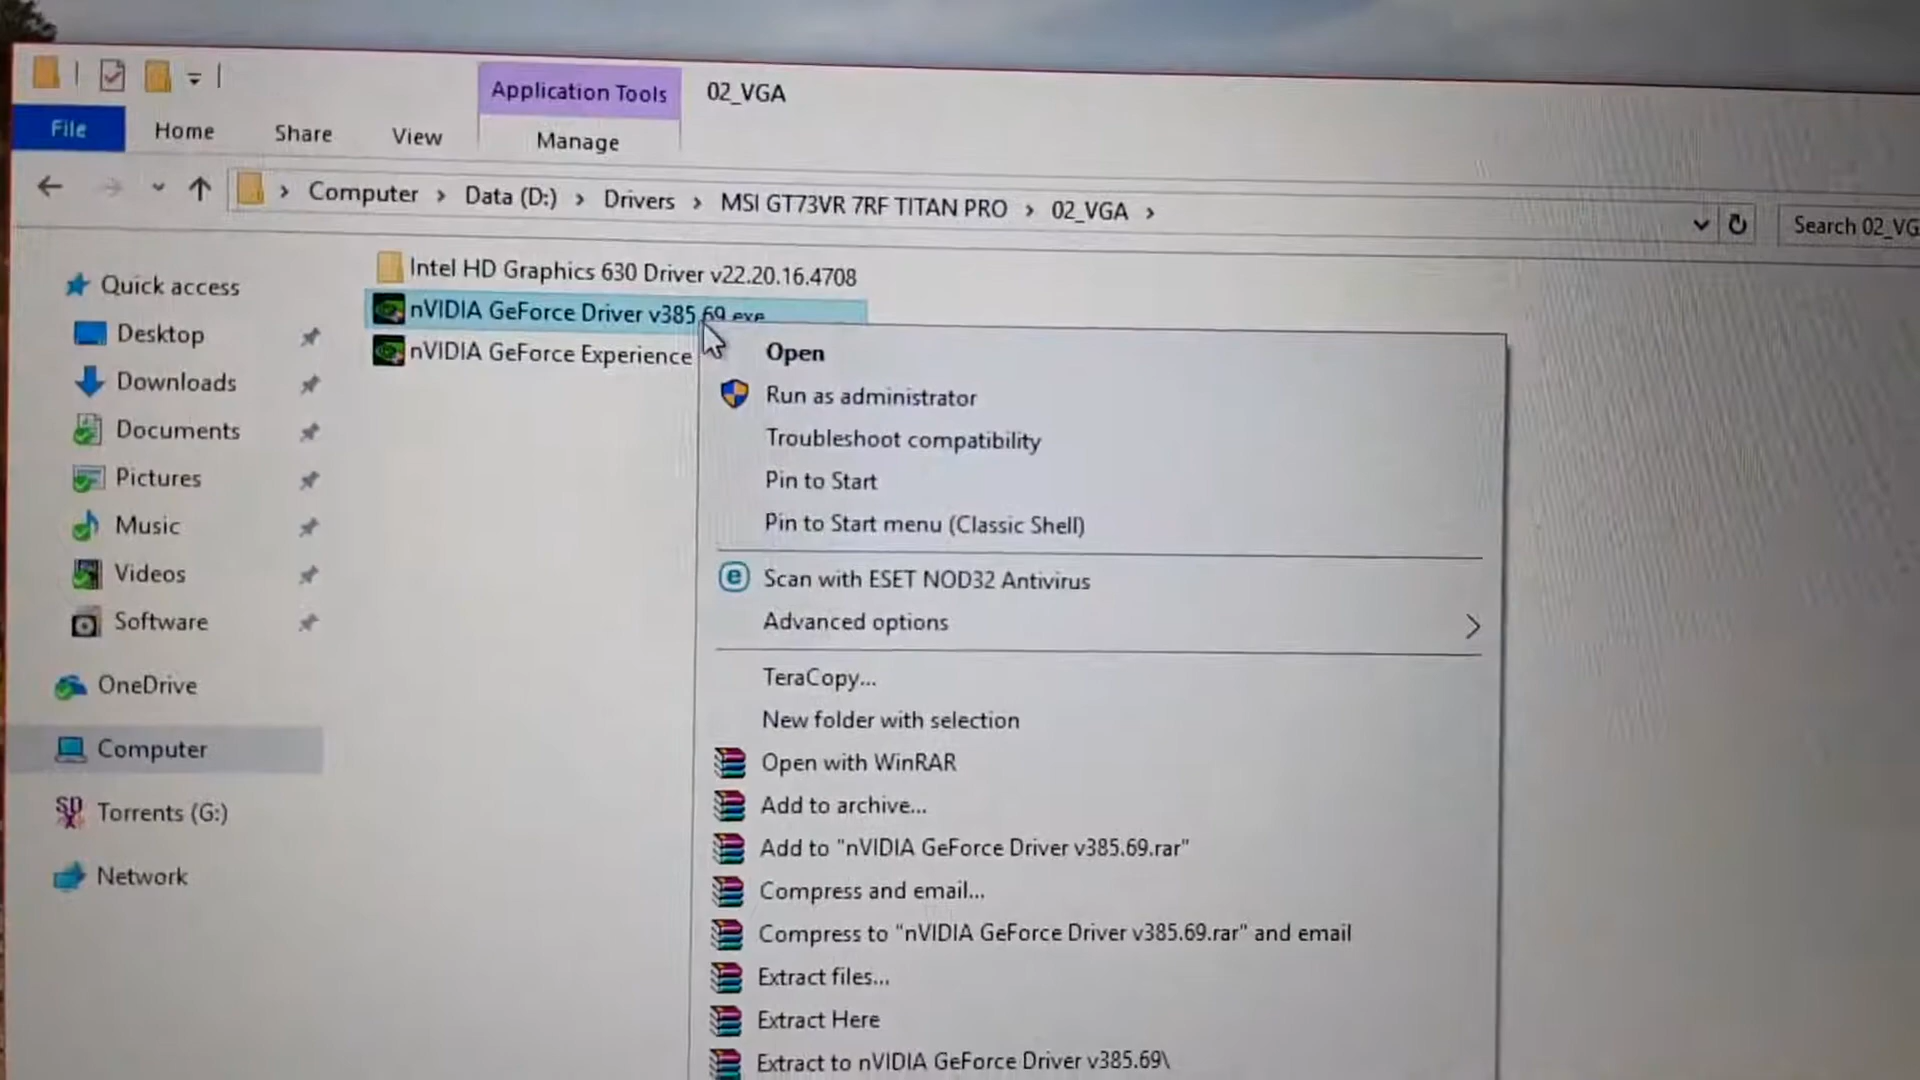 Application Tools
02_VGA
File
Home
Share
View
Manage
Computer
Data (D:)
Drivers
MSI GT73VR 7RF TITAN PRO
02_VGA
Search 02_VG
Quick access
Desktop
Downloads
Documents
Pictures
Music
Videos
Software
OneDrive
Computer
Torrents (G:)
Network
Intel HD Graphics 630 Driver v22.20.16.4708
nVIDIA GeForce Driver v385.69.exe
nVIDIA GeForce Experience
Open
Run as administrator
Troubleshoot compatibility
Pin to Start
Pin to Start menu (Classic Shell)
Scan with ESET NOD32 Antivirus
Advanced options
TeraCopy...
New folder with selection
Open with WinRAR
Add to archive...
Add to "nVIDIA GeForce Driver v385.69.rar"
Compress and email...
Compress to "nVIDIA GeForce Driver v385.69.rar" and email
Extract files...
Extract Here
Extract to nVIDIA GeForce Driver v385.69\